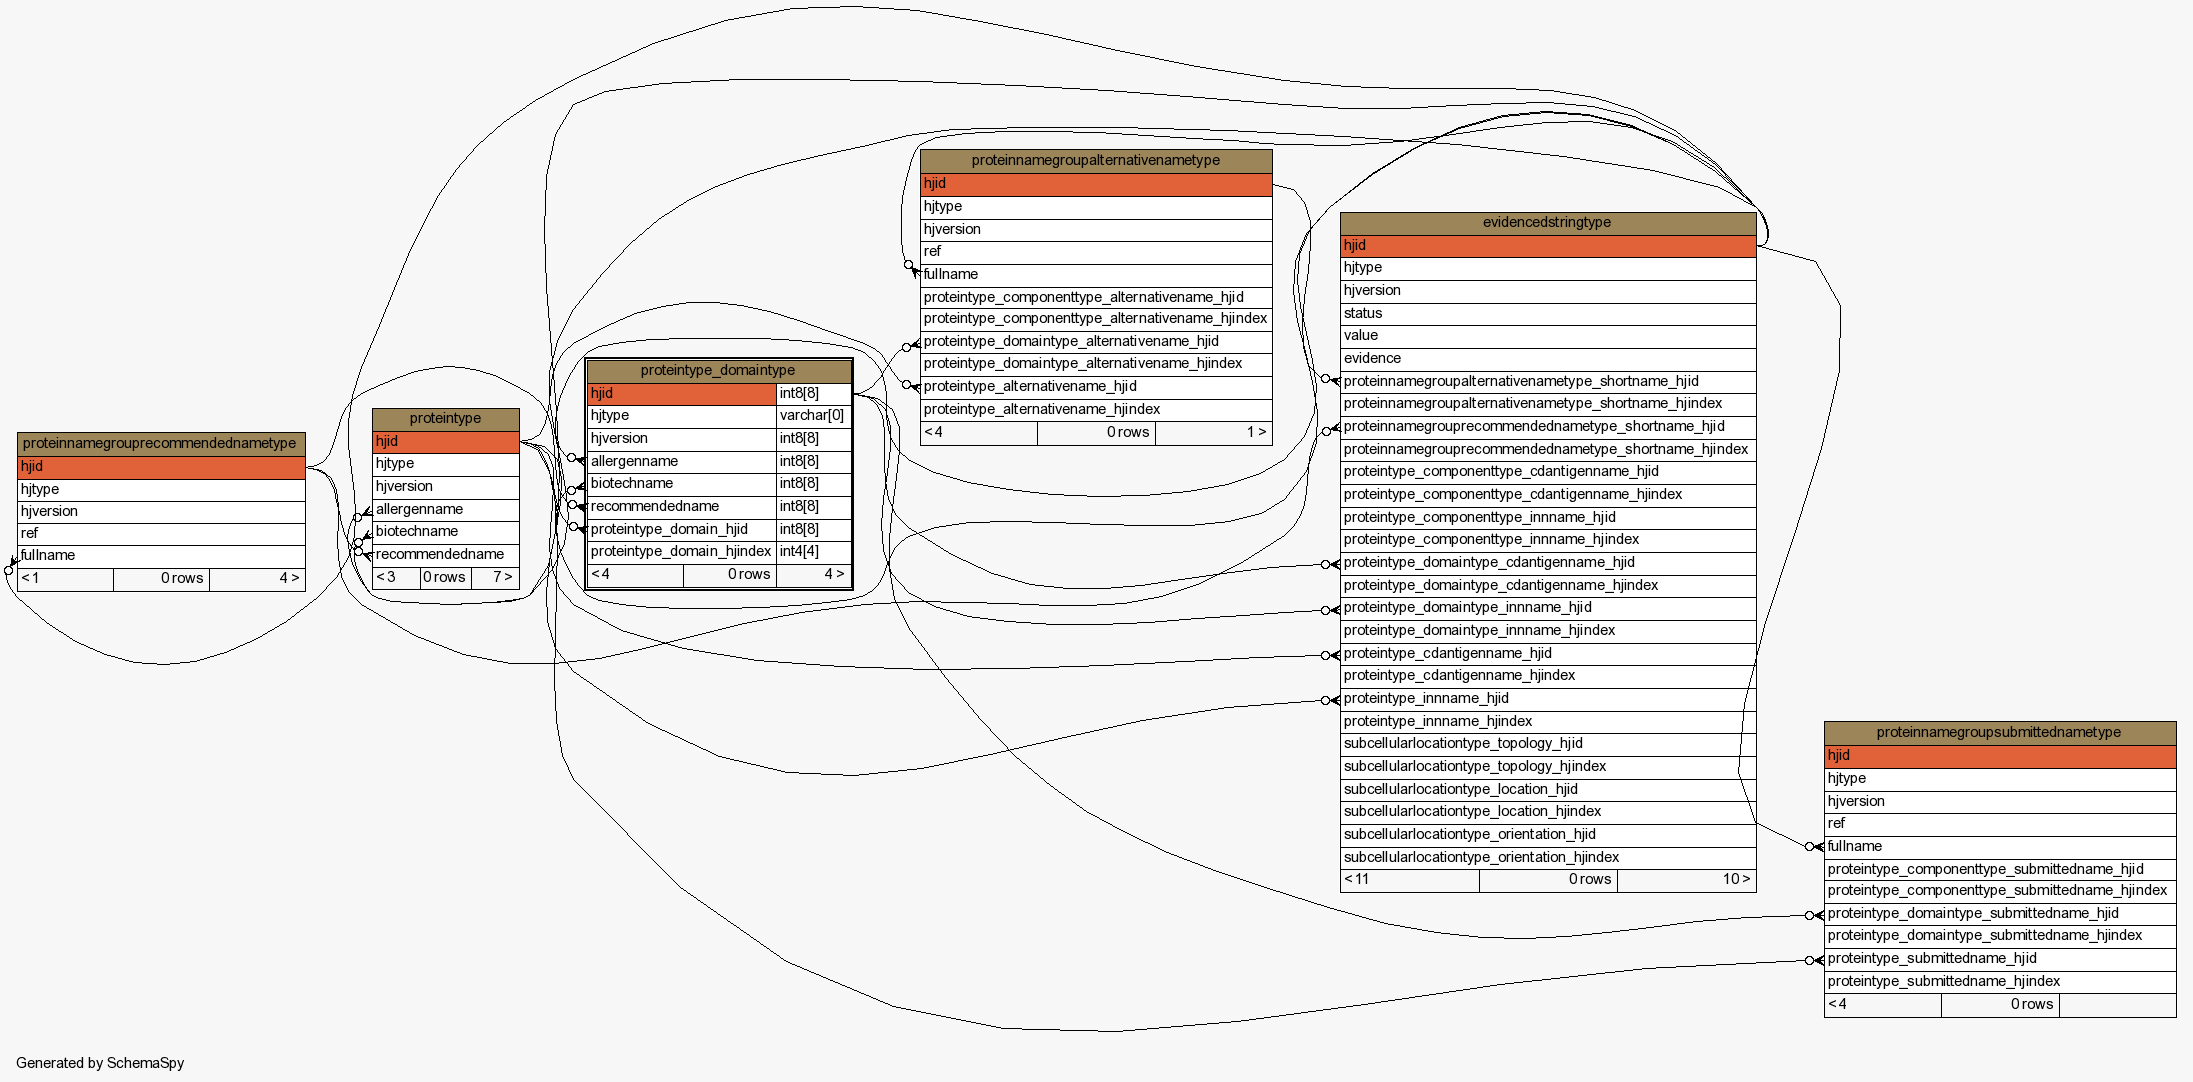 proteinnamegrouprecommendednametype
hjid
hjtype
hjversion
ref
fullname
< 1 0 rows 4 >
proteintype
hjid
hjtype
hjversion
allergenname
biotechname
recommendedname
< 3 0 rows 7 >
proteintype_domaintype
hjid int8[8]
hjtype varchar[0]
hjversion int8[8]
allergenname int8[8]
biotechname int8[8]
recommendedname int8[8]
proteintype_domain_hjid int8[8]
proteintype_domain_hjindex int4[4]
< 4 0 rows 4 >
proteinnamegroupalternativenametype
hjid
hjtype
hjversion
ref
fullname
proteintype_componenttype_alternativename_hjid
proteintype_componenttype_alternativename_hjindex
proteintype_domaintype_alternativename_hjid
proteintype_domaintype_alternativename_hjindex
proteintype_alternativename_hjid
proteintype_alternativename_hjindex
< 4 0 rows 1 >
evidencedstringtype
hjid
hjtype
hjversion
status
value
evidence
proteinnamegroupalternativenametype_shortname_hjid
proteinnamegroupalternativenametype_shortname_hjindex
proteinnamegrouprecommendednametype_shortname_hjid
proteinnamegrouprecommendednametype_shortname_hjindex
proteintype_componenttype_cdantigenname_hjid
proteintype_componenttype_cdantigenname_hjindex
proteintype_componenttype_innname_hjid
proteintype_componenttype_innname_hjindex
proteintype_domaintype_cdantigenname_hjid
proteintype_domaintype_cdantigenname_hjindex
proteintype_domaintype_innname_hjid
proteintype_domaintype_innname_hjindex
proteintype_cdantigenname_hjid
proteintype_cdantigenname_hjindex
proteintype_innname_hjid
proteintype_innname_hjindex
subcellularlocationtype_topology_hjid
subcellularlocationtype_topology_hjindex
subcellularlocationtype_location_hjid
subcellularlocationtype_location_hjindex
subcellularlocationtype_orientation_hjid
subcellularlocationtype_orientation_hjindex
< 11 0 rows 10 >
proteinnamegroupsubmittednametype
hjid
hjtype
hjversion
ref
fullname
proteintype_componenttype_submittedname_hjid
proteintype_componenttype_submittedname_hjindex
proteintype_domaintype_submittedname_hjid
proteintype_domaintype_submittedname_hjindex
proteintype_submittedname_hjid
proteintype_submittedname_hjindex
< 4 0 rows
Generated by SchemaSpy